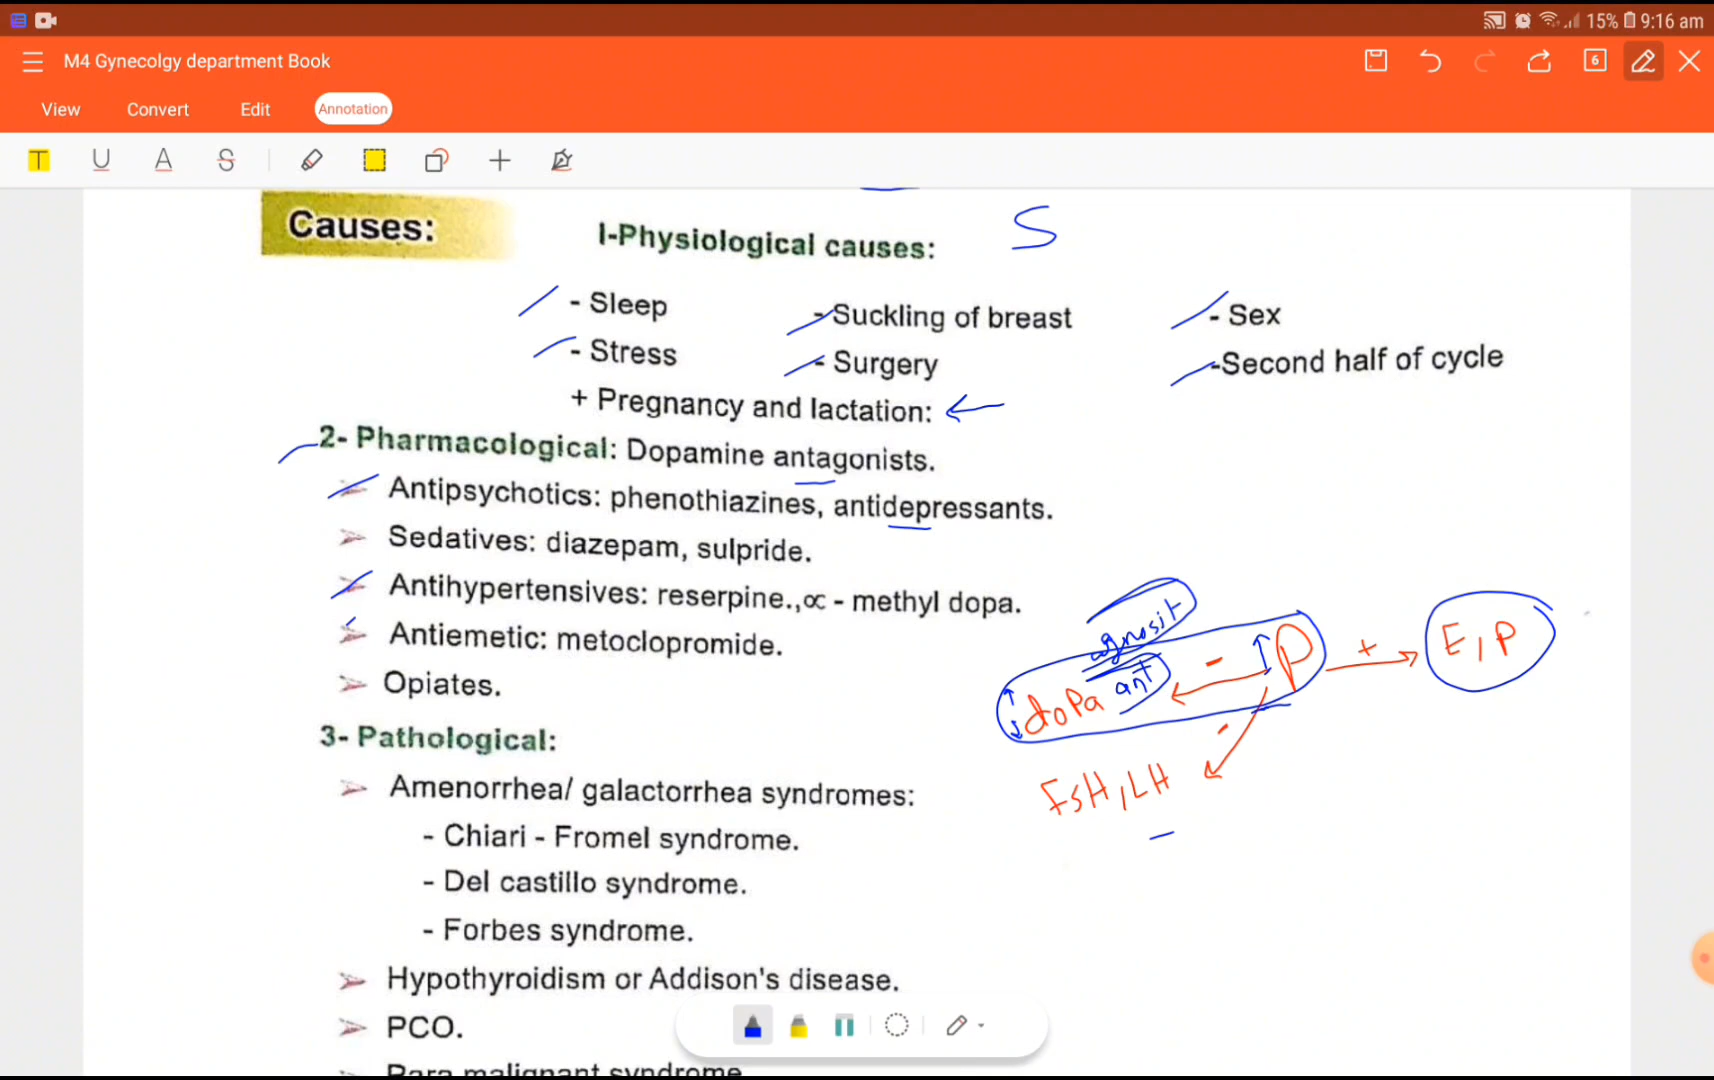 15% 9:16 am
M4 Gynecolgy department Book
6
View Convert Edit Annotation
T U A S
Causes:
I-Physiological causes: S
- Sleep - Suckling of breast - Sex
- Stress - Surgery -Second half of cycle
+ Pregnancy and lactation:
2- Pharmacological: Dopamine antagonists.
Antipsychotics: phenothiazines, antidepressants.
Sedatives: diazepam, sulpride.
Antihypertensives: reserpine.,∝ - methyl dopa.
Antiemetic: metoclopromide.
Opiates.
agnosit
dopa ant - ↑ P + E, P
-
FSH, LH
3- Pathological:
Amenorrhea/ galactorrhea syndromes:
- Chiari - Fromel syndrome.
- Del castillo syndrome.
- Forbes syndrome.
Hypothyroidism or Addison's disease.
PCO.
Para malignant syndrome